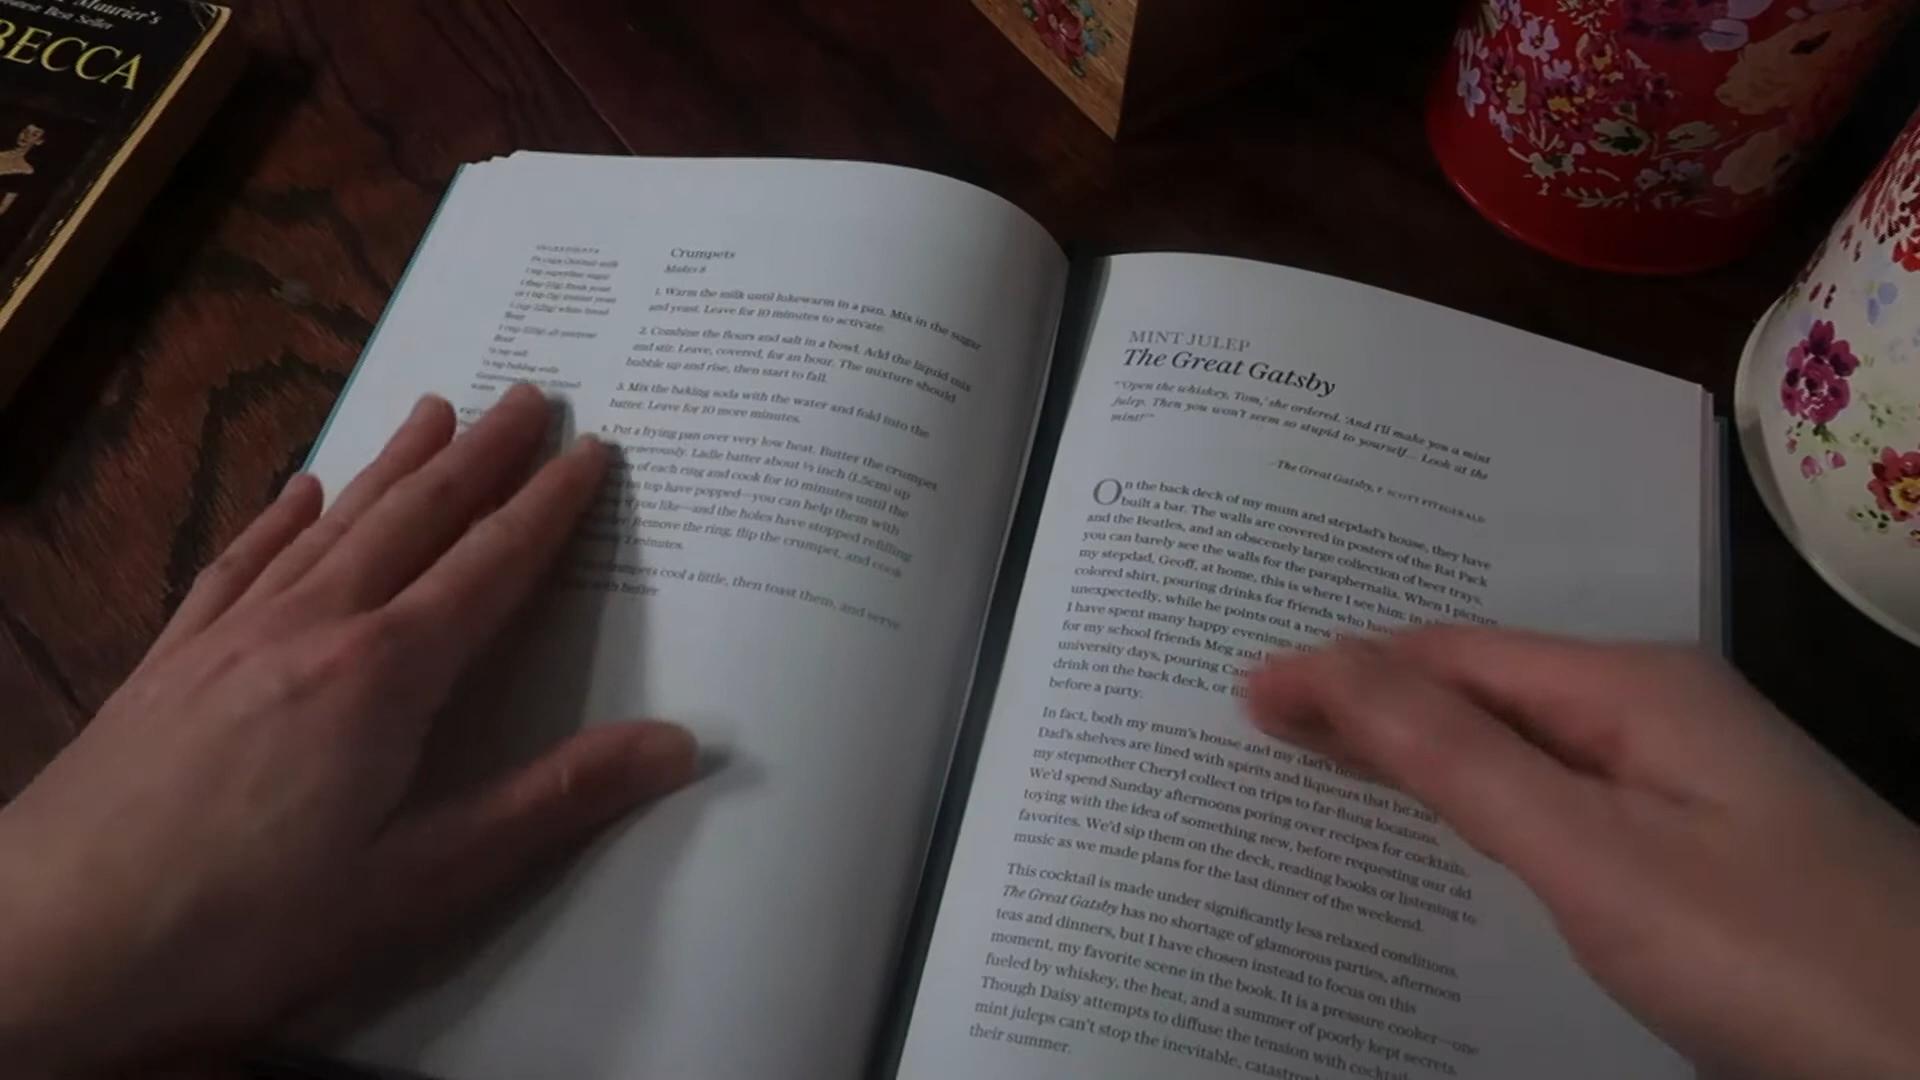 Maurier's
Best Seller
BECCA
INGREDIENTS
1 tsp superfine sugar
Crumpets
Makes 8
1. Warm the milk until lukewarm in a pan. Mix in the sugar
and yeast. Leave for 10 minutes to activate.
2. Combine the flours and salt in a bowl. Add the liquid mix
and stir. Leave, covered, for an hour. The mixture should
bubble up and rise, then start to fall.
3. Mix the baking soda with the water and fold into the
batter. Leave for 10 more minutes.
4. Put a frying pan over very low heat. Butter the crumpet
generously. Ladle batter about ½ inch (1.5cm) up
of each ring and cook for 10 minutes until the
on top have popped—you can help them with
if you like—and the holes have stopped refilling
Remove the ring, flip the crumpet, and cook
2 minutes.
cool a little, then toast them, and serve
with butter.
MINT JULEP
The Great Gatsby
"'Open the whiskey, Tom,' she ordered. 'And I'll make you a mint
julep. Then you won't seem so stupid to yourself... Look at the
mint!'"
–The Great Gatsby, F. SCOTT FITZGERALD
On the back deck of my mum and stepdad's house, they have
built a bar. The walls are covered in posters of the Rat Pack
and the Beatles, and an obscenely large collection of beer trays,
you can barely see the walls for the paraphernalia. When I picture
my stepdad, Geoff, at home, this is where I see him: in a
colored shirt, pouring drinks for friends who have
unexpectedly, while he points out a new
I have spent many happy evenings
for my school friends Meg and
university days, pouring
drink on the back deck, or
before a party.
In fact, both my mum's house and my dad's
Dad's shelves are lined with spirits and liqueurs that he and
my stepmother Cheryl collect on trips to far-flung locations.
We'd spend Sunday afternoons poring over recipes for cocktails,
toying with the idea of something new, before requesting our old
favorites. We'd sip them on the deck, reading books or listening to
music as we made plans for the last dinner of the weekend.
This cocktail is made under significantly less relaxed conditions.
The Great Gatsby has no shortage of glamorous parties, afternoon
teas and dinners, but I have chosen instead to focus on this
moment, my favorite scene in the book. It is a pressure cooker—one
fueled by whiskey, the heat, and a summer of poorly kept secrets.
Though Daisy attempts to diffuse the tension with
mint juleps can't stop the inevitable,
their summer.